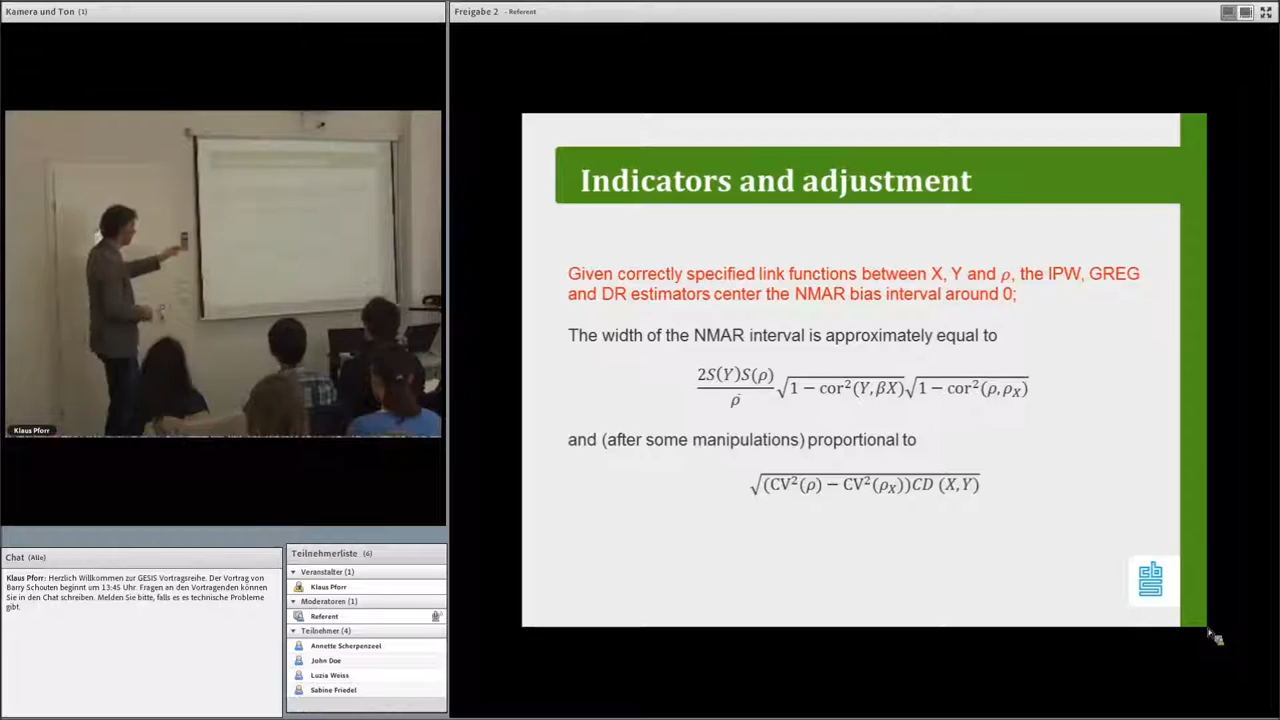 Kamera und Ton (1)
Klaus Pforr
Chat (Alle)
Klaus Pforr: Herzlich Willkommen zur GESIS Vortragsreihe. Der Vortrag von
Barry Schouten beginnt um 13:45 Uhr. Fragen an den Vortragenden können
Sie in den Chat schreiben. Melden Sie bitte, falls es es technische Probleme
gibt.
Teilnehmerliste (6)
Veranstalter (1)
Klaus Pforr
Moderatoren (1)
Referent
Teilnehmer (4)
Annette Scherpenzeel
John Doe
Luzia Weiss
Sabine Friedel
Freigabe 2 - Referent
Indicators and adjustment
Given correctly specified link functions between X, Y and ρ, the IPW, GREG
and DR estimators center the NMAR bias interval around 0;
The width of the NMAR interval is approximately equal to
2S(Y)S(ρ)/ρ̄ √(1 − cor²(Y, βX)) √(1 − cor²(ρ, ρ_X))
and (after some manipulations) proportional to
√((CV²(ρ) − CV²(ρ_X))CD (X, Y))
cbs